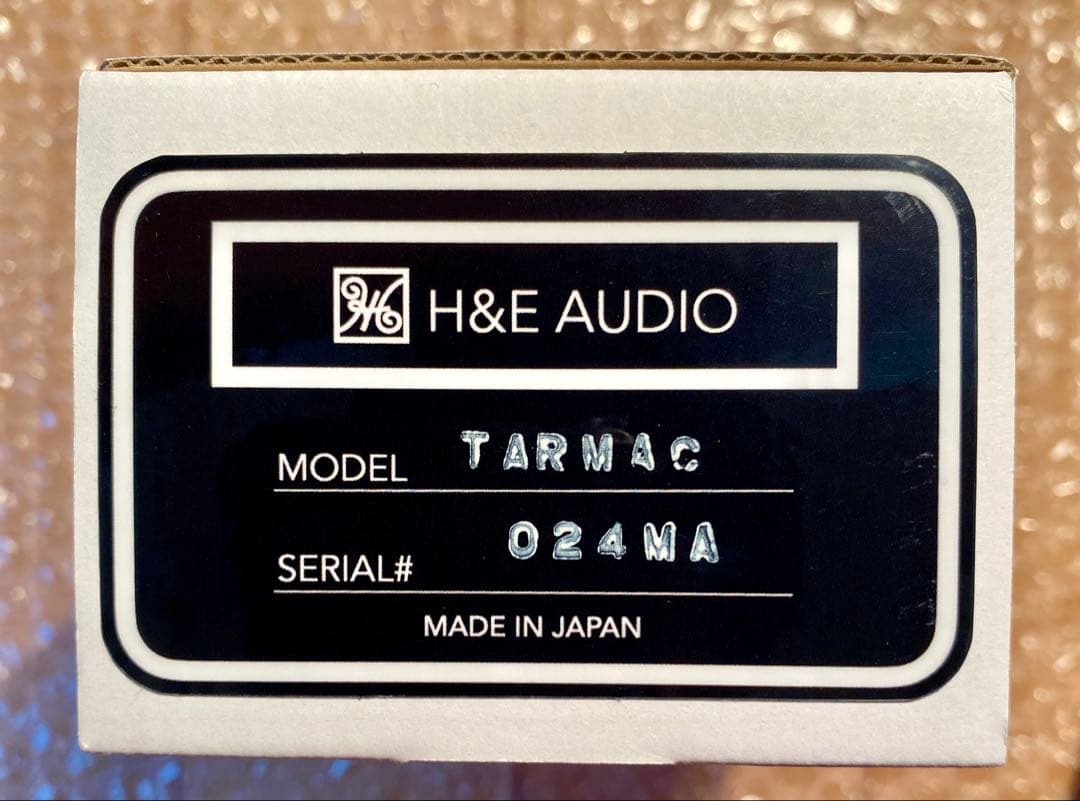 H&E AUDIO
MODEL TARMAC
SERIAL# 024MA
MADE IN JAPAN